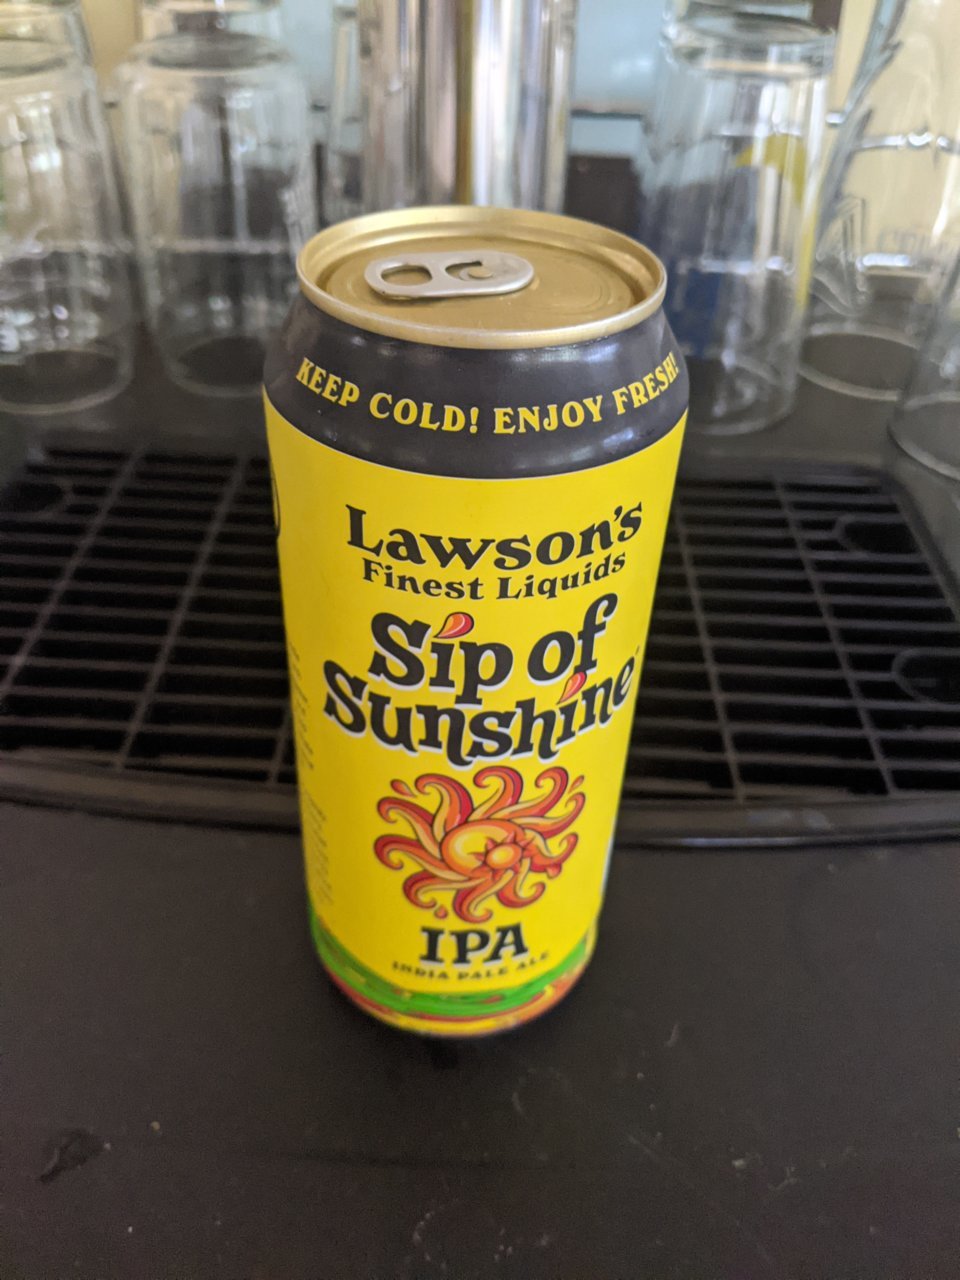 KEEP COLD! ENJOY FRESH!
Lawson's
Finest Liquids
Sip of
Sunshine
IPA
INDIA PALE ALE